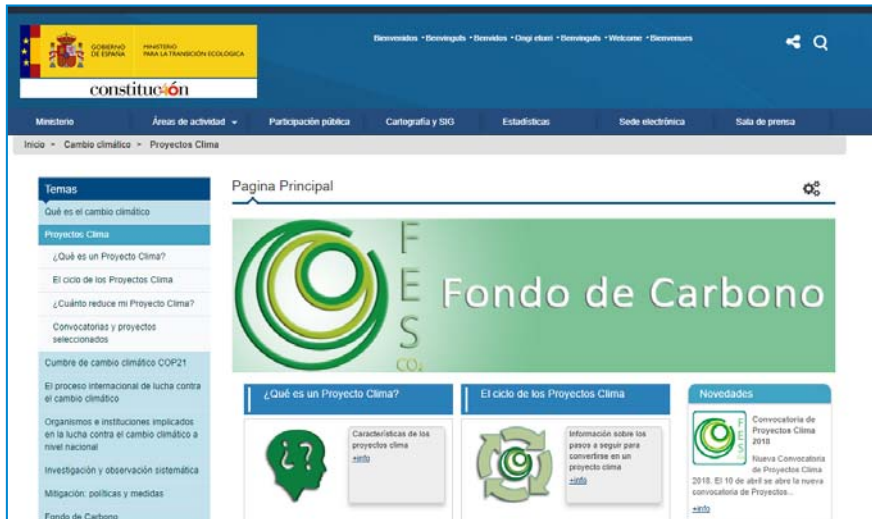 GOBIERNO
DE ESPAÑA
MINISTERIO
PARA LA TRANSICIÓN ECOLÓGICA
constitución
Bienvenidos • Benvinguts • Benvidos • Ongi etorri • Benvinguts • Welcome • Bienvenues
Ministerio Áreas de actividad Participación pública Cartografía y SIG Estadísticas Sede electrónica Sala de prensa
Inicio > Cambio climático > Proyectos Clima
Temas
Qué es el cambio climático
Proyectos Clima
¿Qué es un Proyecto Clima?
El ciclo de los Proyectos Clima
¿Cuánto reduce mi Proyecto Clima?
Convocatorias y proyectos
seleccionados
Cumbre de cambio climático COP21
El proceso internacional de lucha contra
el cambio climático
Organismos e instituciones implicados
en la lucha contra el cambio climático a
nivel nacional
Investigación y observación sistemática
Mitigación: políticas y medidas
Fondo de Carbono
Pagina Principal
FES
CO₂
Fondo de Carbono
¿Qué es un Proyecto Clima?
Características de los
proyectos clima
+info
El ciclo de los Proyectos Clima
Información sobre los
pasos a seguir para
convertirse en un
proyecto clima
+info
Novedades
FES
Convocatoria de
Proyectos Clima
2018
Nueva Convocatoria
de Proyectos Clima
2018. El 10 de abril se abre la nueva
convocatoria de Proyectos...
+info